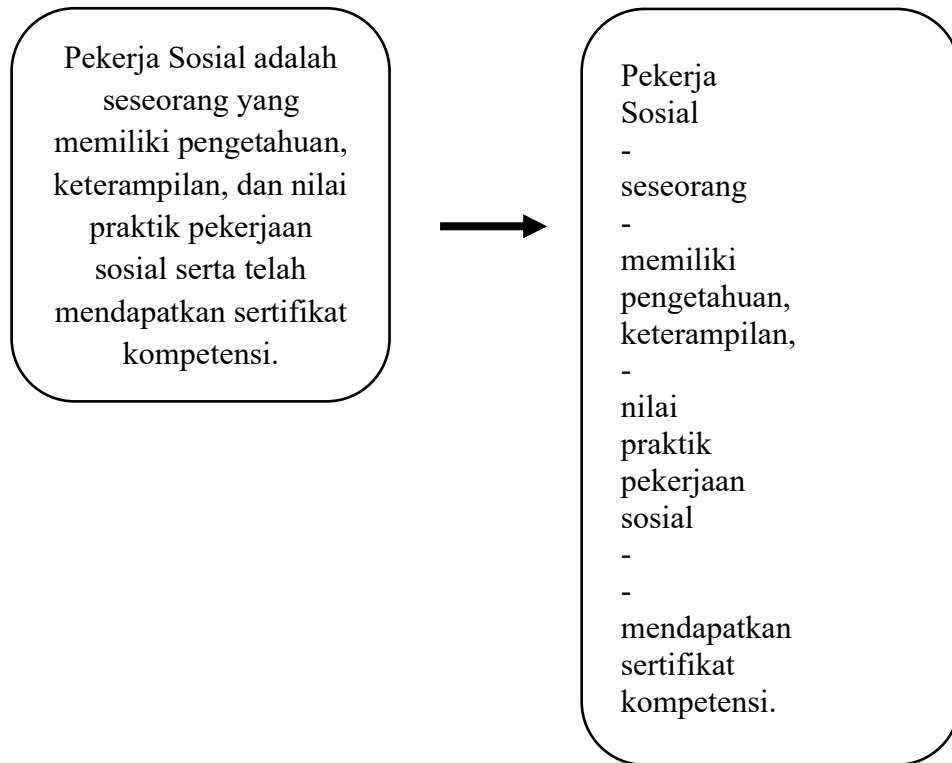 Pekerja Sosial adalah
seseorang yang
memiliki pengetahuan,
keterampilan, dan nilai
praktik pekerjaan
sosial serta telah
mendapatkan sertifikat
kompetensi.
Pekerja
Sosial
-
seseorang
-
memiliki
pengetahuan,
keterampilan,
-
nilai
praktik
pekerjaan
sosial
-
-
mendapatkan
sertifikat
kompetensi.